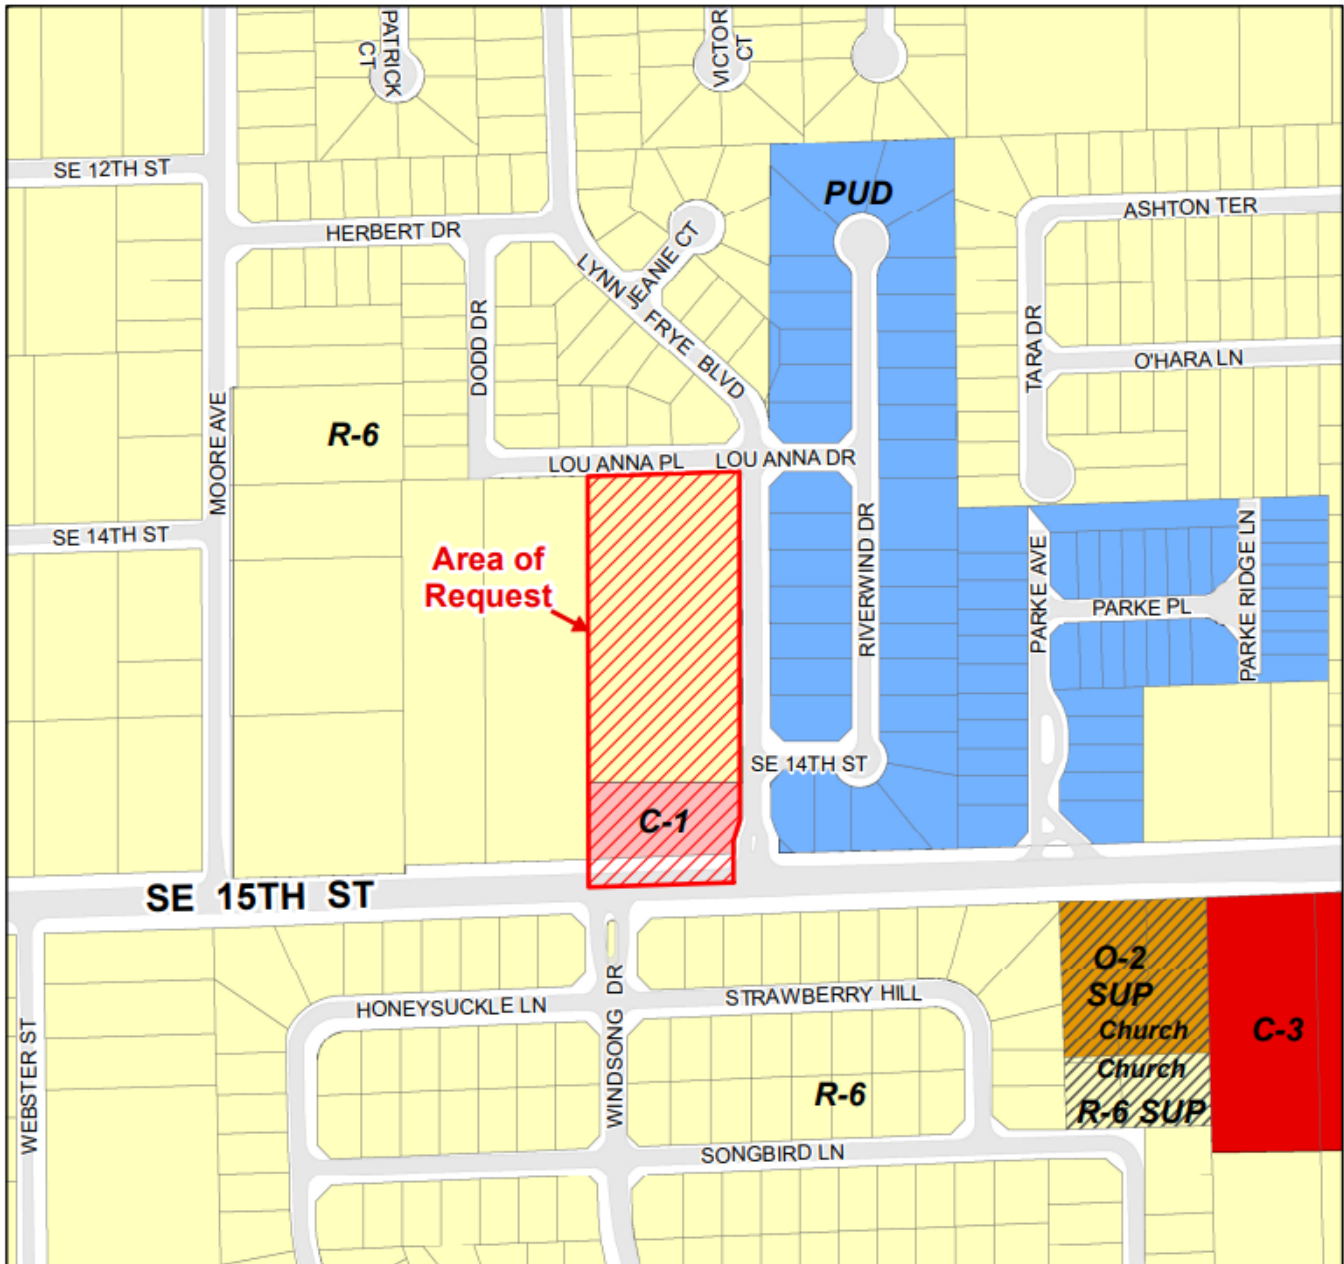 PATRICK
CT
VICTOR
CT
SE 12TH ST
PUD
ASHTON TER
HERBERT DR
JEANIE CT
LYNN FRYE BLVD
DODD DR
TARA DR
O'HARA LN
MOORE AVE
R-6
LOU ANNA PL
LOU ANNA DR
SE 14TH ST
RIVERWIND DR
PARKE AVE
PARKE RIDGE LN
Area of
Request
PARKE PL
SE 14TH ST
C-1
SE 15TH ST
O-2
SUP
Church
C-3
HONEYSUCKLE LN
STRAWBERRY HILL
WEBSTER ST
WINDSONG DR
Church
R-6 SUP
R-6
SONGBIRD LN